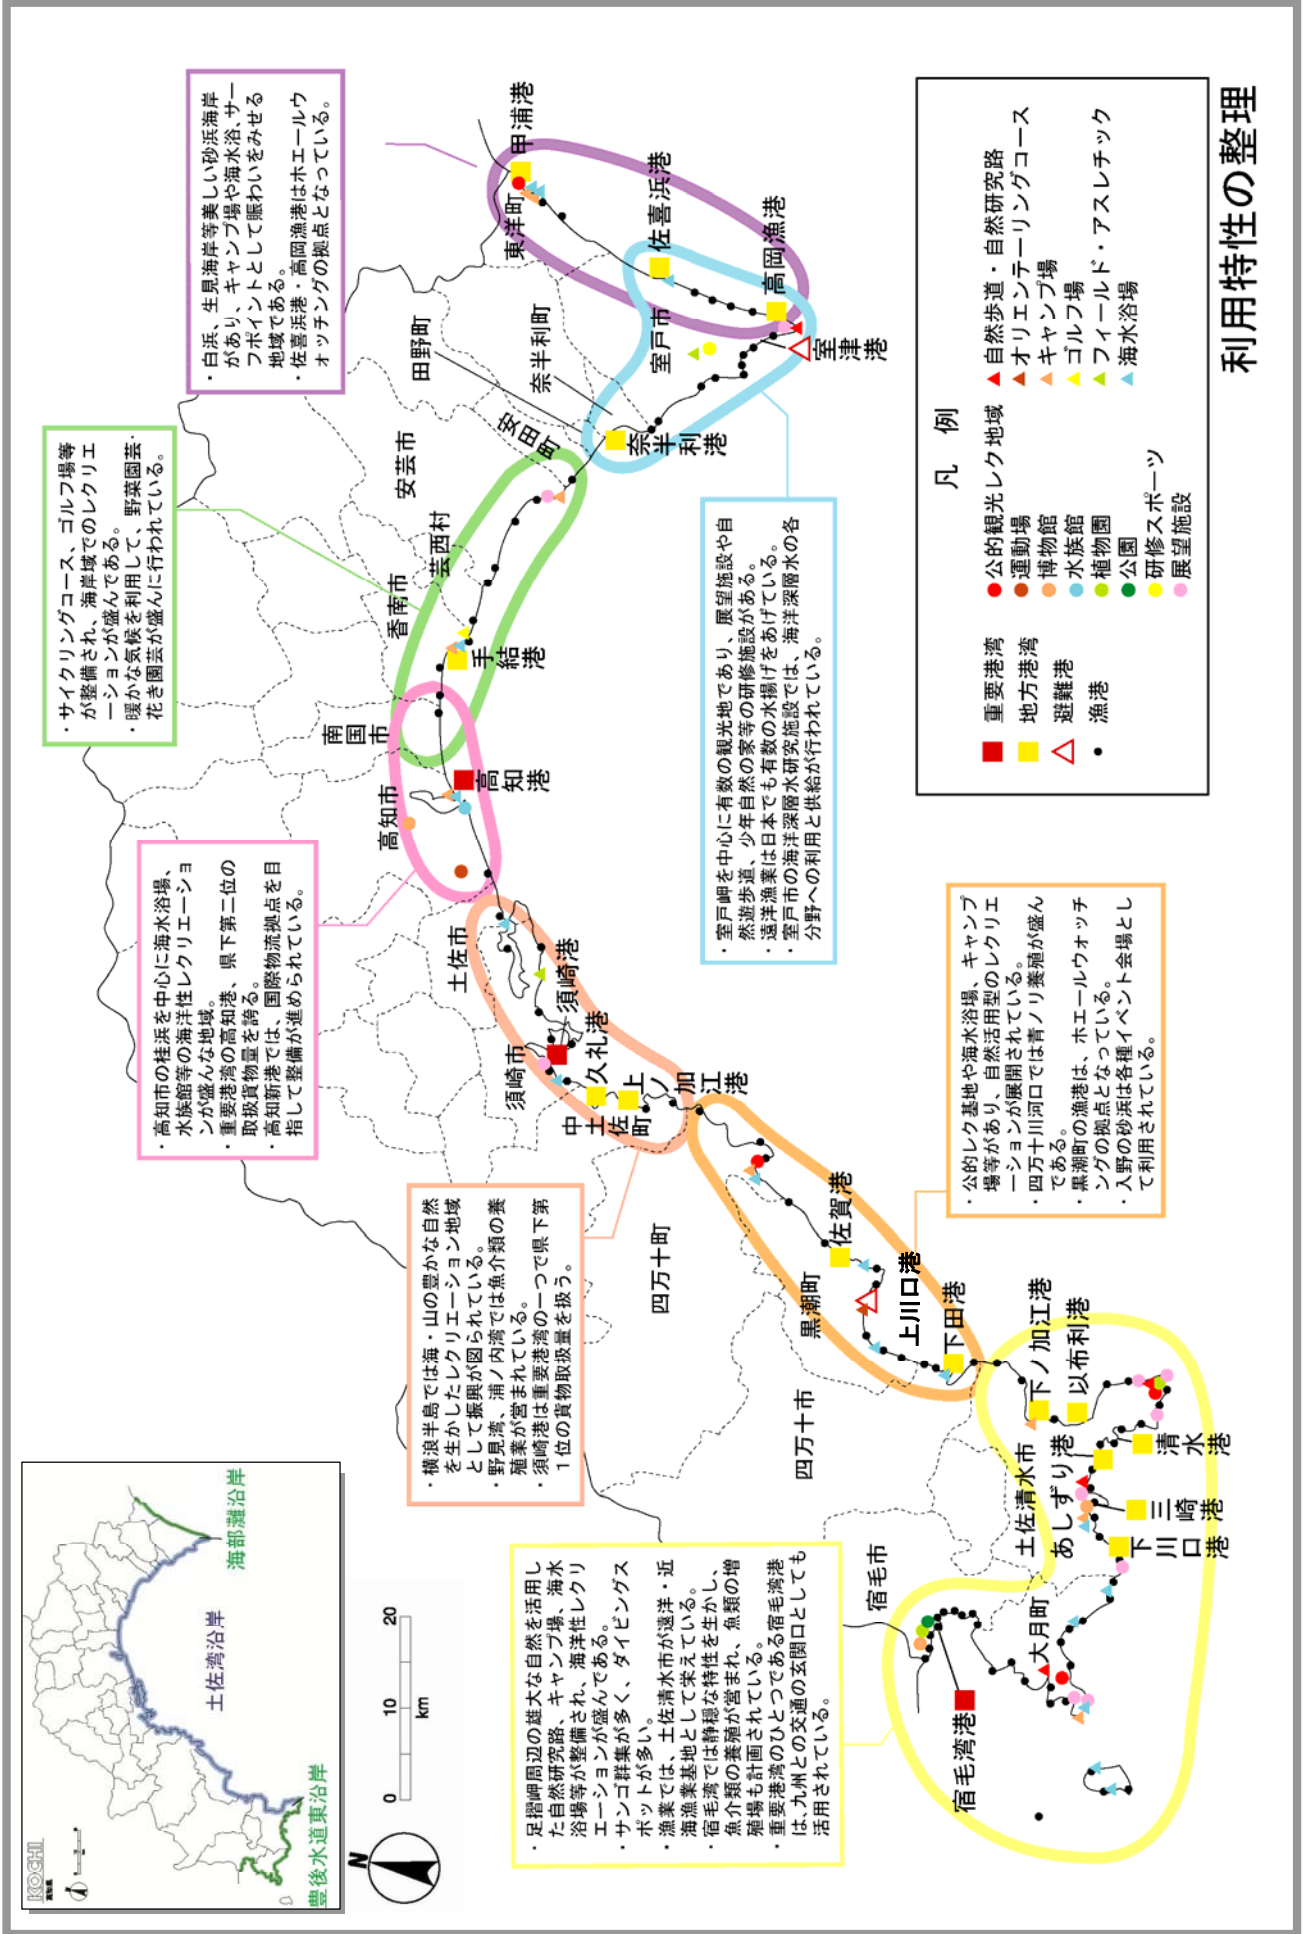 利用特性の整理
・足摺岬周辺の雄大な自然を活用し
た自然研究路、キャンプ場、海水
浴場等が整備され、海洋性レクリ
エーションが盛んである。
・サンゴ群集が多く、ダイビングス
ポットが多い。
・漁業では、土佐清水市が遠洋・近
海漁業基地として栄えている。
・宿毛湾では静穏な特性を生かし、
魚介類の養殖が営まれ、魚類の増
殖場も計画されている。
・重要港湾のひとつである宿毛湾港
は、九州との交通の玄関口としても
活用されている。
・横浪半島では海・山の豊かな自然
を生かしたレクリエーション地域
として振興が図られている。
・野見湾、浦ノ内湾では魚介類の養
殖業が営まれている。
・須崎港は重要港湾の一つで県下第
1位の貨物取扱量を扱う。
・高知市の桂浜を中心に海水浴場、
水族館等の海洋性レクリエーショ
ンが盛んな地域。
・重要港湾の高知港、県下第二位の
取扱貨物量を誇る。
・高知新港では、国際物流拠点を目
指して整備が進められている。
・サイクリングコース、ゴルフ場等
が整備され、海岸域でのレクリエ
ーションが盛んである。
・暖かな気候を利用して、野菜園芸・
花き園芸が盛んに行われている。
・白浜、生見海岸等美しい砂浜海岸
があり、キャンプ場や海水浴、サー
フポイントとして賑わいをみせる
地域である。
・佐喜浜港・高岡漁港はホエールウ
ォッチングの拠点となっている。
・室戸岬を中心に有数の観光地であり、展望施設や自
然遊歩道、少年自然の家等の研修施設がある。
・遠洋漁業は日本でも有数の水揚げをあげている。
・室戸市の海洋深層水研究施設では、海洋深層水の各
分野への利用と供給が行われている。
・公的レク基地や海水浴場、キャンプ
場等があり、自然活用型のレクリエ
ーションが展開されている。
・四万十川河口では青ノリ養殖が盛ん
である。
・黒潮町の漁港は、ホエールウォッチ
ングの拠点となっている。
・入野の砂浜は各種イベント会場とし
て利用されている。
宿毛市
宿毛湾港
大月町
土佐清水市
下ノ加江港
以布利港
あしずり港
清水港
三崎港
下川口港
四万十市
四万十町
黒潮町
佐賀港
上川口港
下田港
中土佐町
久礼港
上ノ加江港
須崎市
須崎港
土佐市
高知市
高知港
南国市
香南市
手結港
芸西村
安芸市
安田町
田野町
奈半利町
奈半利港
室戸市
室津港
高岡漁港
佐喜浜港
東洋町
甲浦港
凡例
重要港湾
地方港湾
避難港
漁港
公的観光レク地域
運動場
博物館
水族館
植物園
公園
研修スポーツ
展望施設
自然歩道・自然研究路
オリエンテーリングコース
キャンプ場
ゴルフ場
フィールド・アスレチック
海水浴場
KOCHI
高知県
海部灘沿岸
土佐湾沿岸
豊後水道東沿岸
N
0 10 20
km